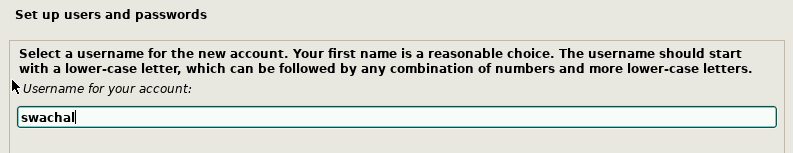 Set up users and passwords
Select a username for the new account. Your first name is a reasonable choice. The username should start
with a lower-case letter, which can be followed by any combination of numbers and more lower-case letters.
Username for your account:
swachal